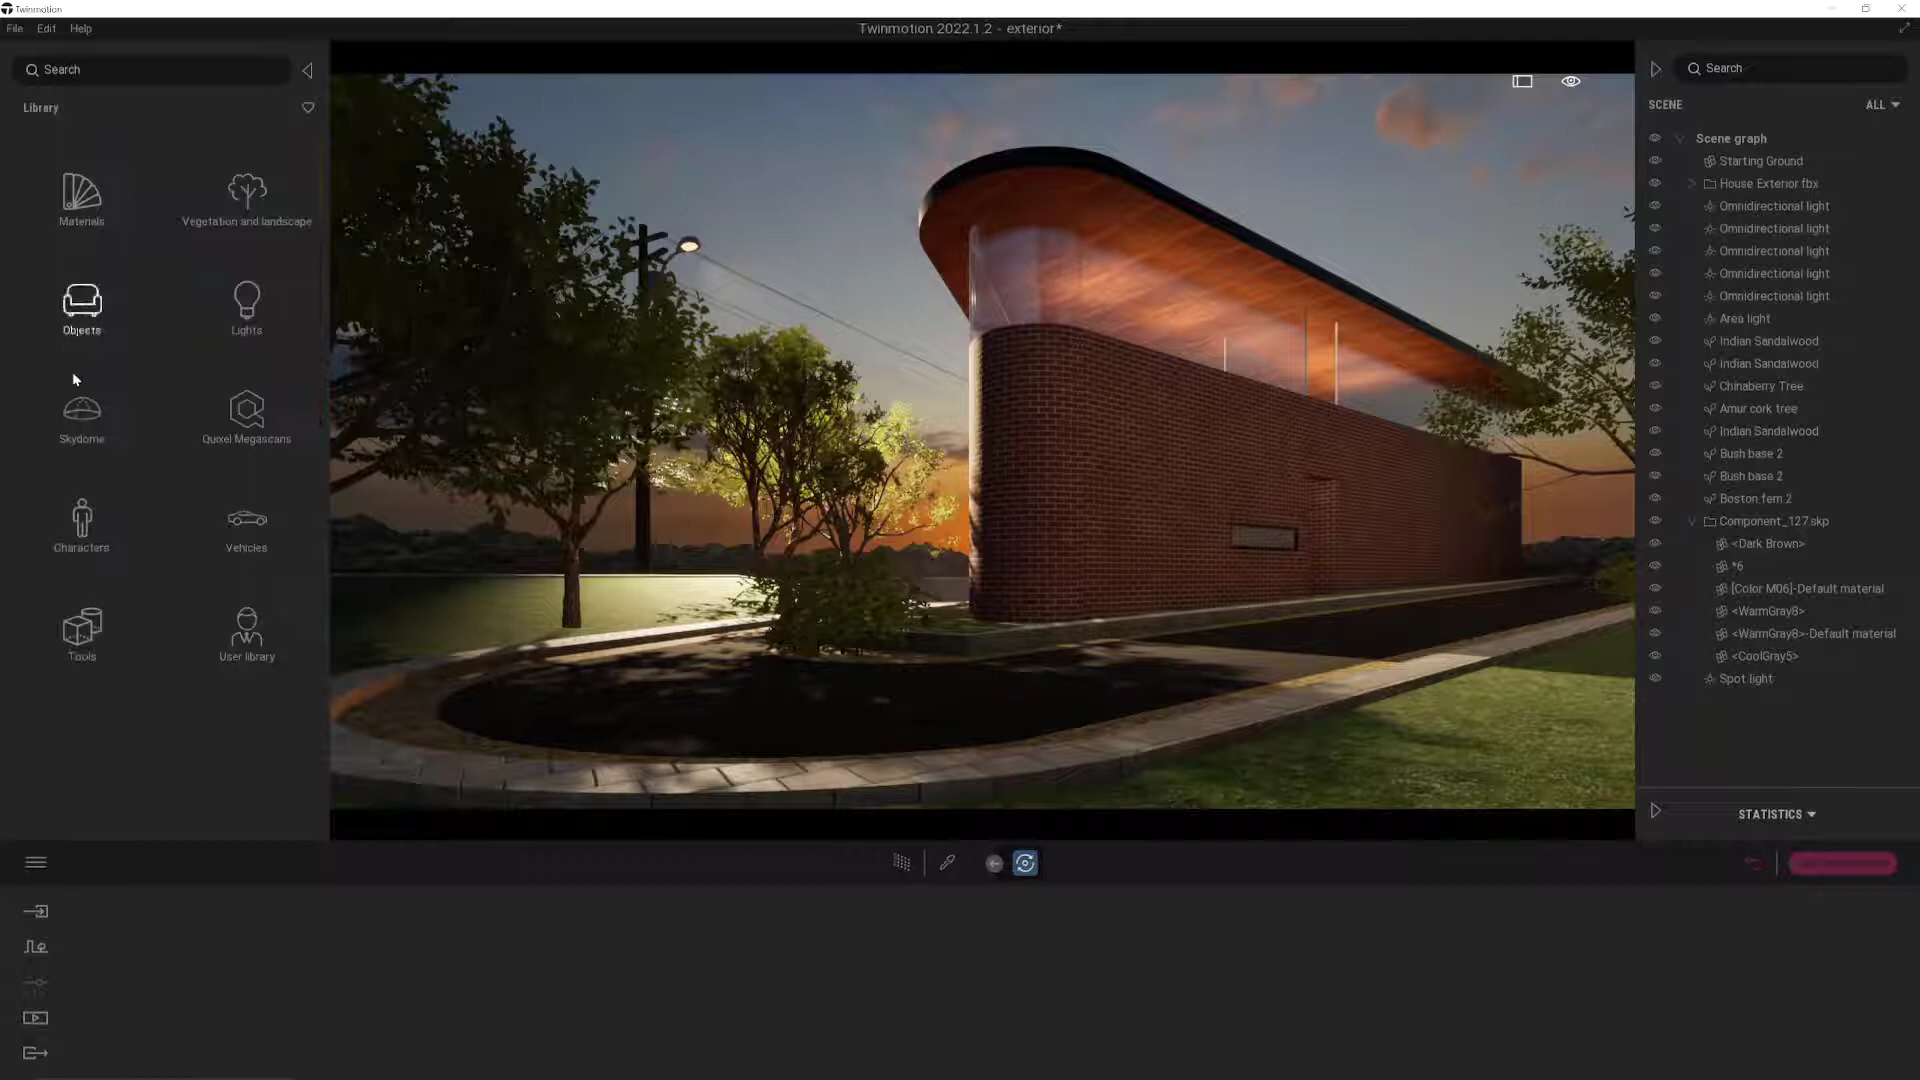 Twinmotion
File Edit Help
Twinmotion 2022.1.2 - exterior*
Search
Library
Materials
Vegetation and landscape
Objects
Lights
Skydome
Quixel Megascans
Characters
Vehicles
Tools
User library
Search
SCENE
ALL
Scene graph
Starting Ground
House Exterior.fbx
Omnidirectional light
Omnidirectional light
Omnidirectional light
Omnidirectional light
Omnidirectional light
Area light
Indian Sandalwood
Indian Sandalwood
Chinaberry Tree
Amur cork tree
Indian Sandalwood
Bush base 2
Bush base 2
Boston fern 2
Component_127.skp
<Dark Brown>
*6
[Color M06]-Default material
<WarmGray8>
<WarmGray8>-Default material
<CoolGray5>
Spot light
STATISTICS